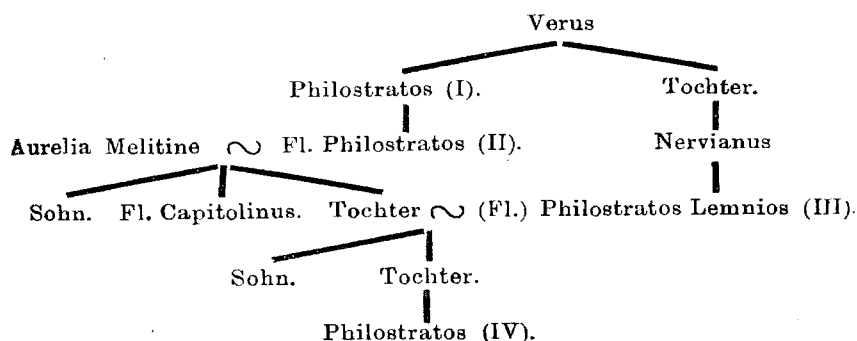 Verus
Philostratos (I). Tochter.
Aurelia Melitine ∾ Fl. Philostratos (II). Nervianus
Sohn. Fl. Capitolinus. Tochter ∾ (Fl.) Philostratos Lemnios (III).
Sohn. Tochter.
Philostratos (IV).